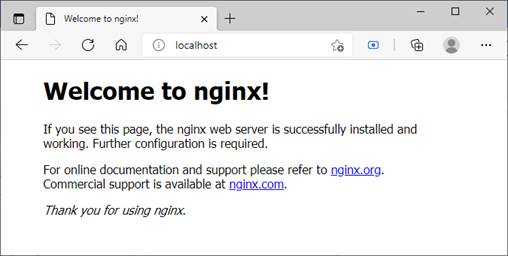 Welcome to nginx!
localhost
Welcome to nginx!
If you see this page, the nginx web server is successfully installed and
working. Further configuration is required.
For online documentation and support please refer to nginx.org.
Commercial support is available at nginx.com.
Thank you for using nginx.